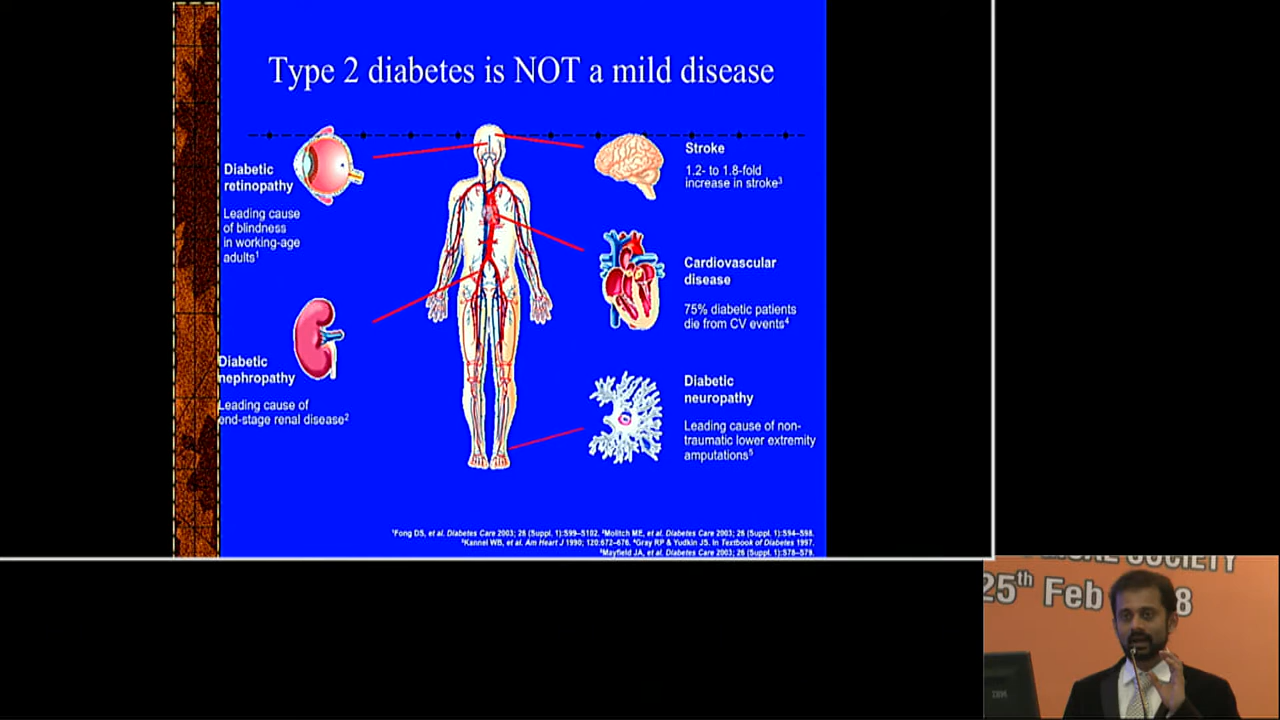 Type 2 diabetes is NOT a mild disease
Diabetic
retinopathy
Leading cause
of blindness
in working-age
adults¹
Diabetic
nephropathy
Leading cause of
end-stage renal disease²
Stroke
1.2- to 1.8-fold
increase in stroke³
Cardiovascular
disease
75% diabetic patients
die from CV events⁴
Diabetic
neuropathy
Leading cause of non-
traumatic lower extremity
amputations⁵
¹Fong DS, et al. Diabetes Care 2003; 26 (Suppl. 1):S99–S102. ²Molitch ME, et al. Diabetes Care 2003; 26 (Suppl. 1):S94–S98.
³Kannel WB, et al. Am Heart J 1990; 120:672–676. ⁴Gray RP & Yudkin JS. In Textbook of Diabetes 1997.
⁵Mayfield JA, et al. Diabetes Care 2003; 26 (Suppl. 1):S78–S79.
SOCIETY
25th Feb 8
IBM